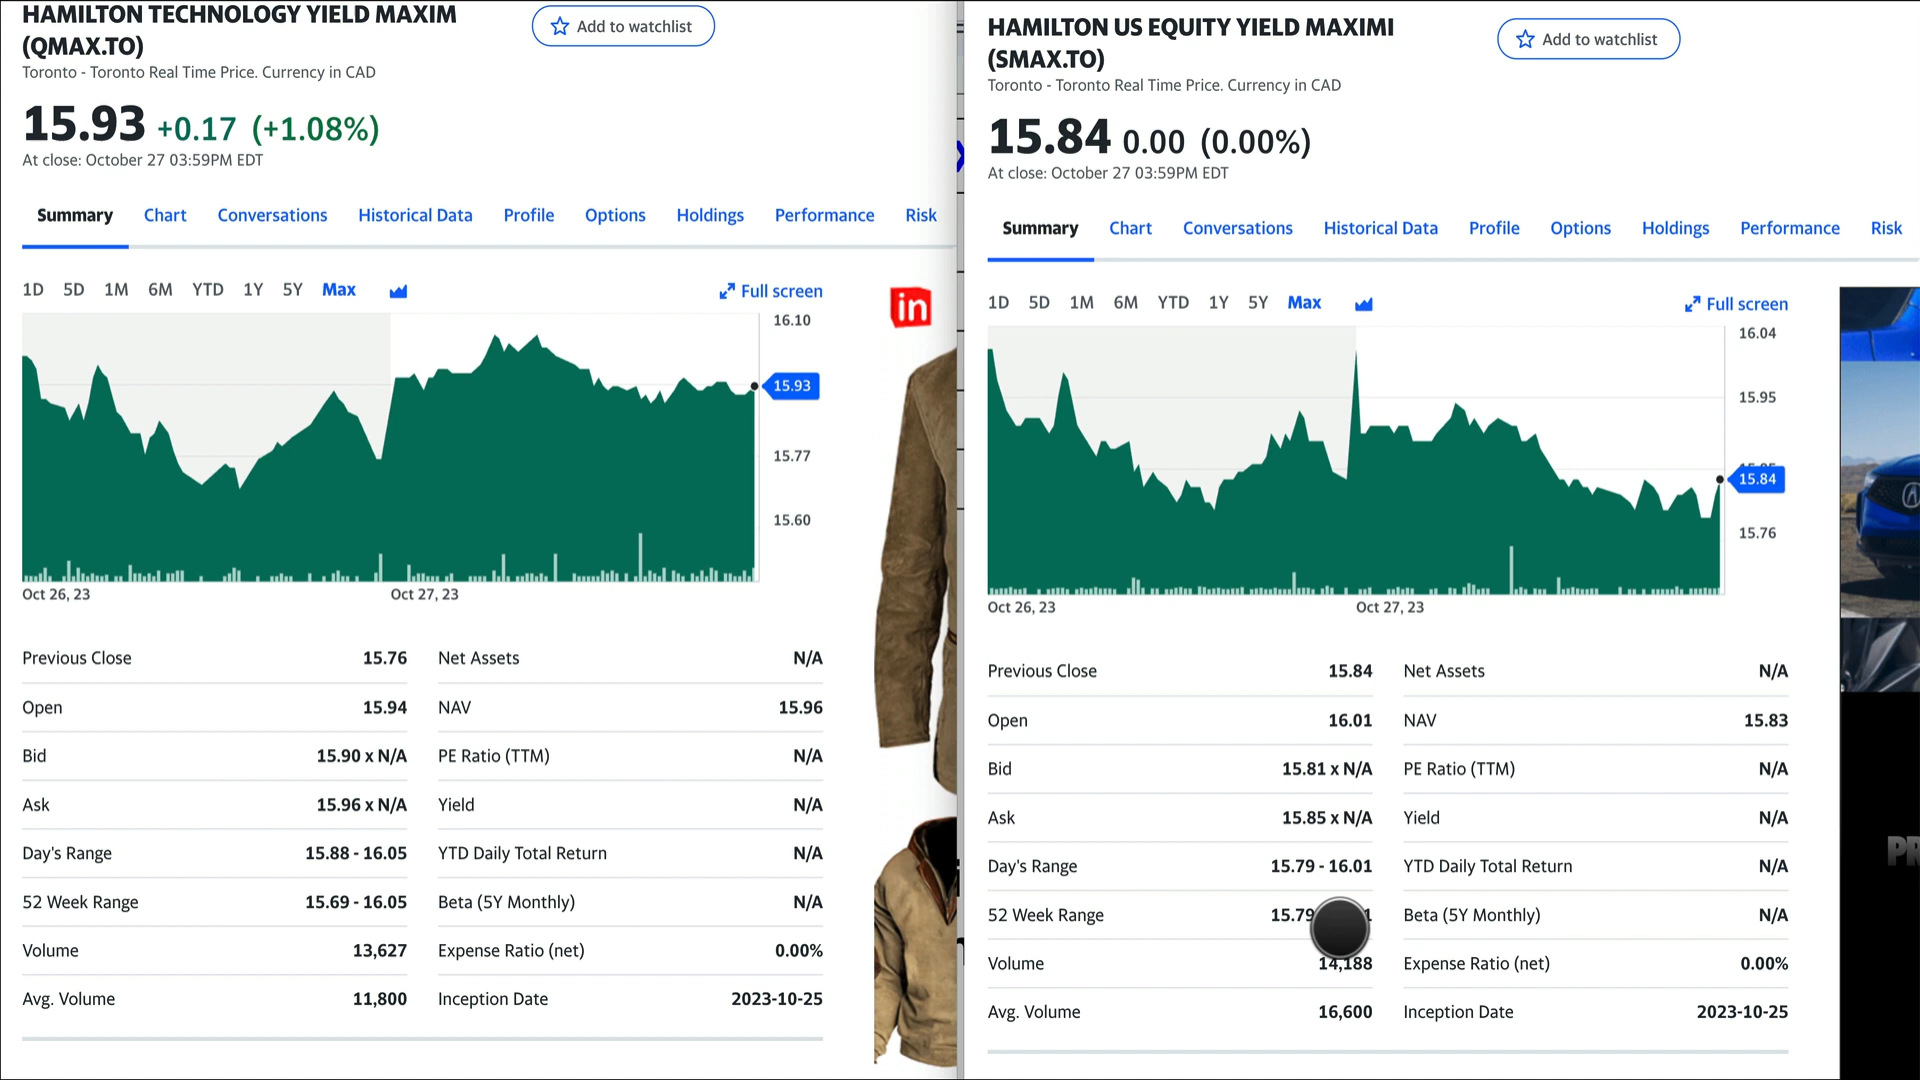 HAMILTON TECHNOLOGY YIELD MAXIM
(QMAX.TO)
Add to watchlist
Toronto - Toronto Real Time Price. Currency in CAD
15.93 +0.17 (+1.08%)
At close: October 27 03:59PM EDT
Summary Chart Conversations Historical Data Profile Options Holdings Performance Risk
1D 5D 1M 6M YTD 1Y 5Y Max
Full screen
16.10
15.93
15.77
15.60
Oct 26, 23 Oct 27, 23
Previous Close 15.76 Net Assets N/A
Open 15.94 NAV 15.96
Bid 15.90 x N/A PE Ratio (TTM) N/A
Ask 15.96 x N/A Yield N/A
Day's Range 15.88 - 16.05 YTD Daily Total Return N/A
52 Week Range 15.69 - 16.05 Beta (5Y Monthly) N/A
Volume 13,627 Expense Ratio (net) 0.00%
Avg. Volume 11,800 Inception Date 2023-10-25
in
HAMILTON US EQUITY YIELD MAXIMI
(SMAX.TO)
Add to watchlist
Toronto - Toronto Real Time Price. Currency in CAD
15.84 0.00 (0.00%)
At close: October 27 03:59PM EDT
Summary Chart Conversations Historical Data Profile Options Holdings Performance Risk
1D 5D 1M 6M YTD 1Y 5Y Max
Full screen
16.04
15.95
15.84
15.76
Oct 26, 23 Oct 27, 23
Previous Close 15.84 Net Assets N/A
Open 16.01 NAV 15.83
Bid 15.81 x N/A PE Ratio (TTM) N/A
Ask 15.85 x N/A Yield N/A
Day's Range 15.79 - 16.01 YTD Daily Total Return N/A
52 Week Range 15.79 Beta (5Y Monthly) N/A
Volume 14,188 Expense Ratio (net) 0.00%
Avg. Volume 16,600 Inception Date 2023-10-25
PR